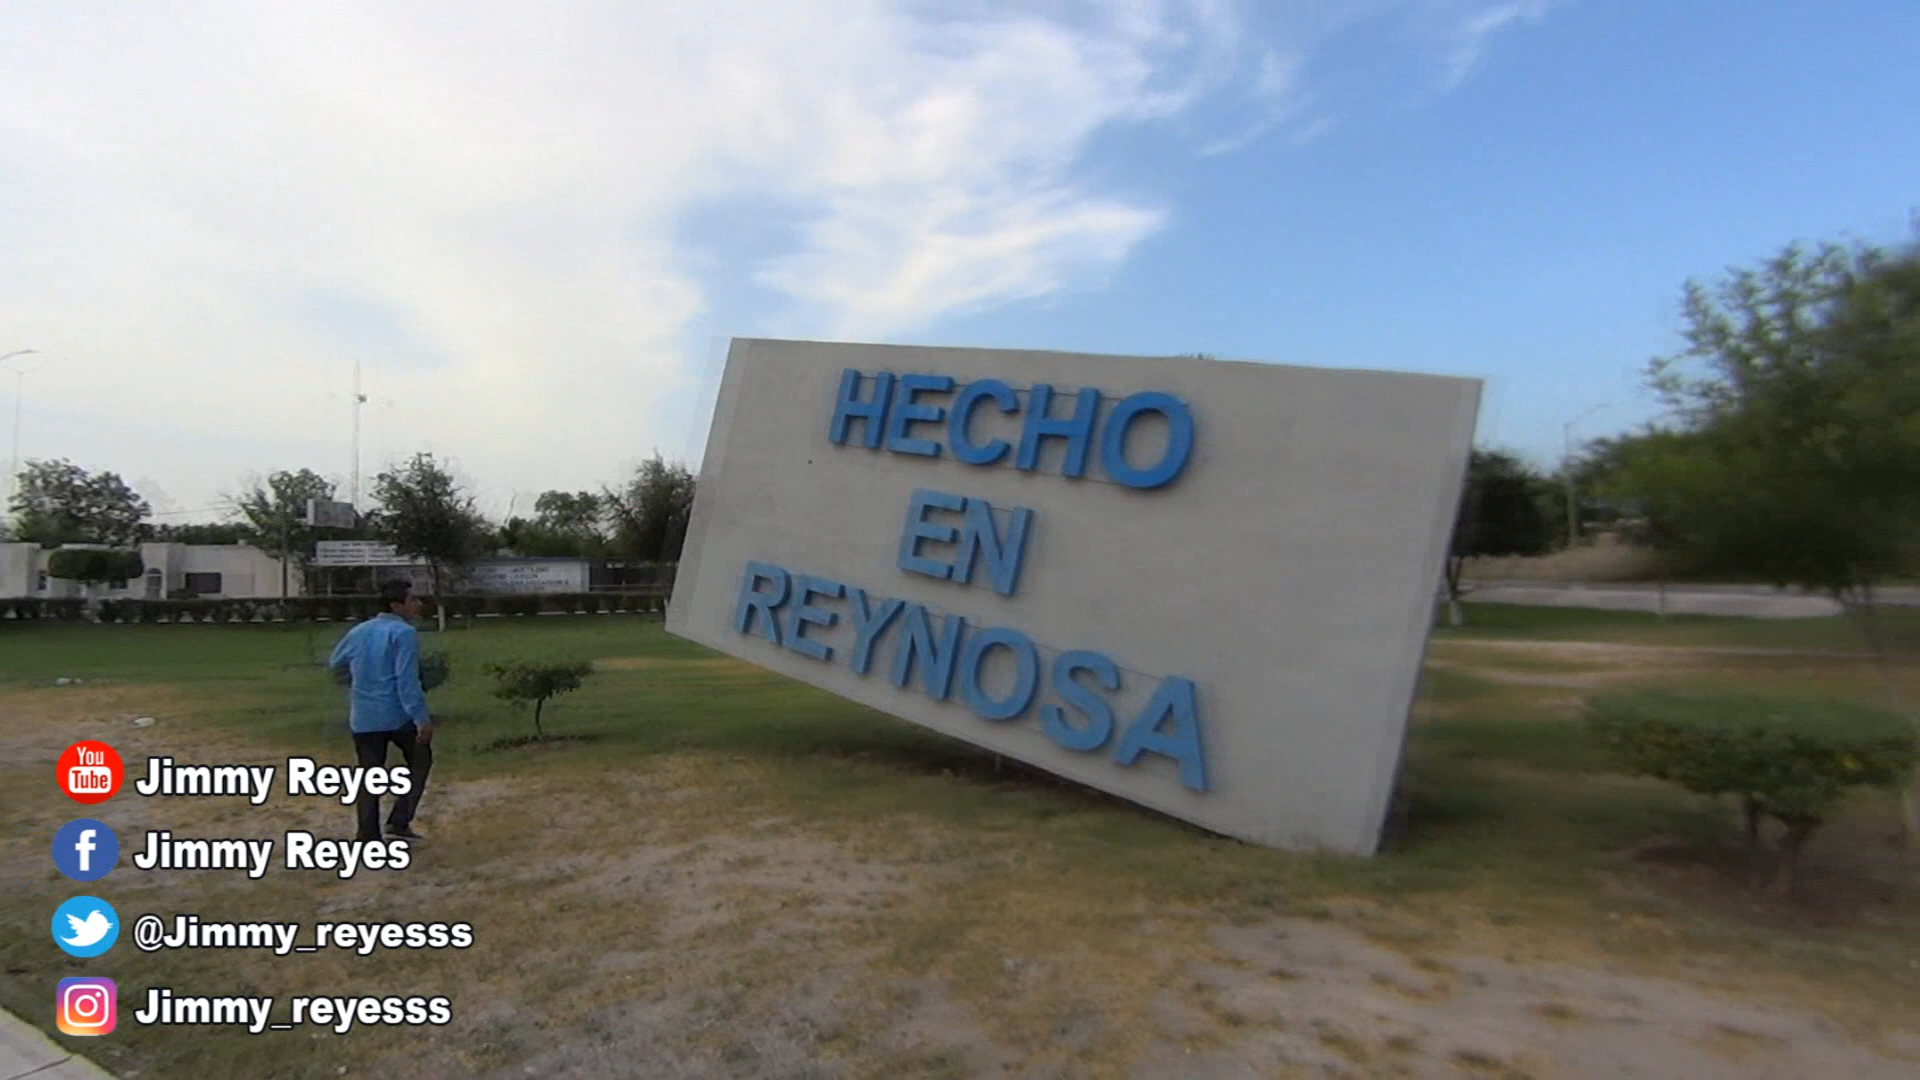 HECHO
EN
REYNOSA
You
Tube
Jimmy Reyes
f
Jimmy Reyes
@Jimmy_reyesss
Jimmy_reyesss